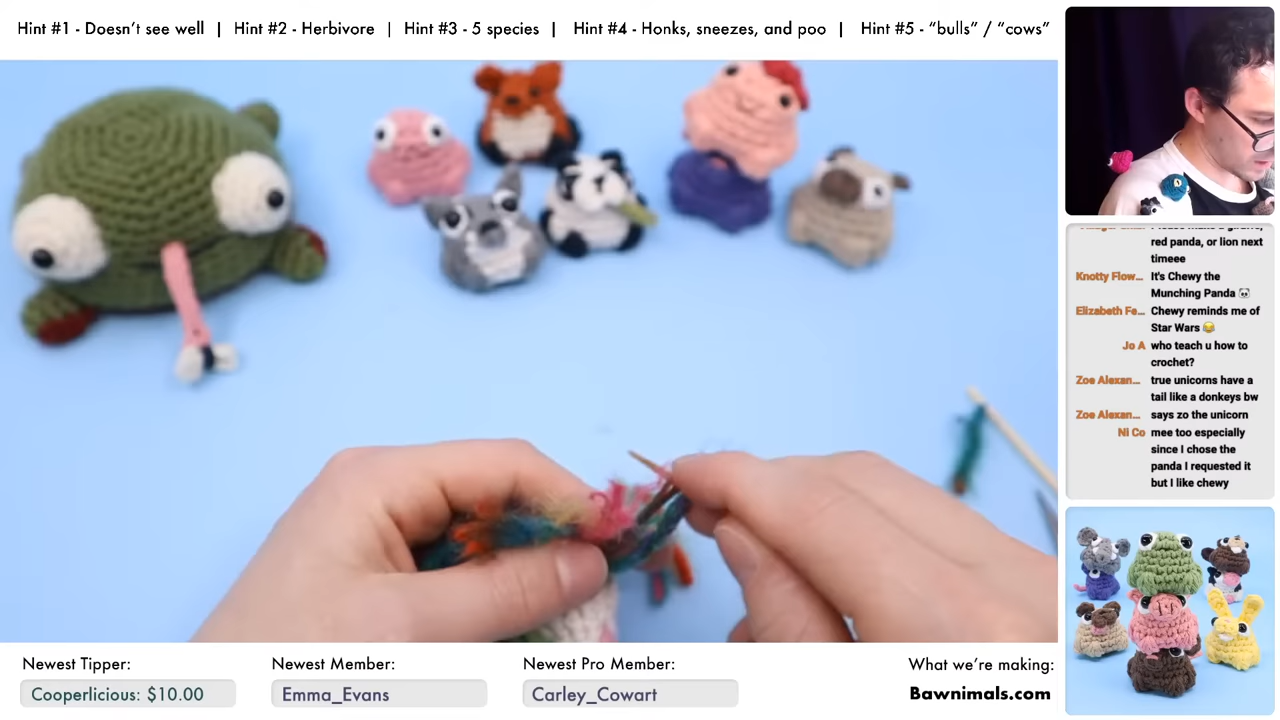 Hint #1 - Doesn't see well | Hint #2 - Herbivore | Hint #3 - 5 species | Hint #4 - Honks, sneezes, and poo | Hint #5 - “bulls” / “cows”
red panda, or lion next
timeee
Knotty Flow... It's Chewy the
Munching Panda 🐼
Elizabeth Fe... Chewy reminds me of
Star Wars 😂
Jo A who teach u how to
crochet?
Zoe Alexan... true unicorns have a
tail like a donkeys bw
Zoe Alexan... says zo the unicorn
Ni Co mee too especially
since I chose the
panda I requested it
but I like chewy
Newest Tipper:
Cooperlicious: $10.00
Newest Member:
Emma_Evans
Newest Pro Member:
Carley_Cowart
What we're making:
Bawnimals.com